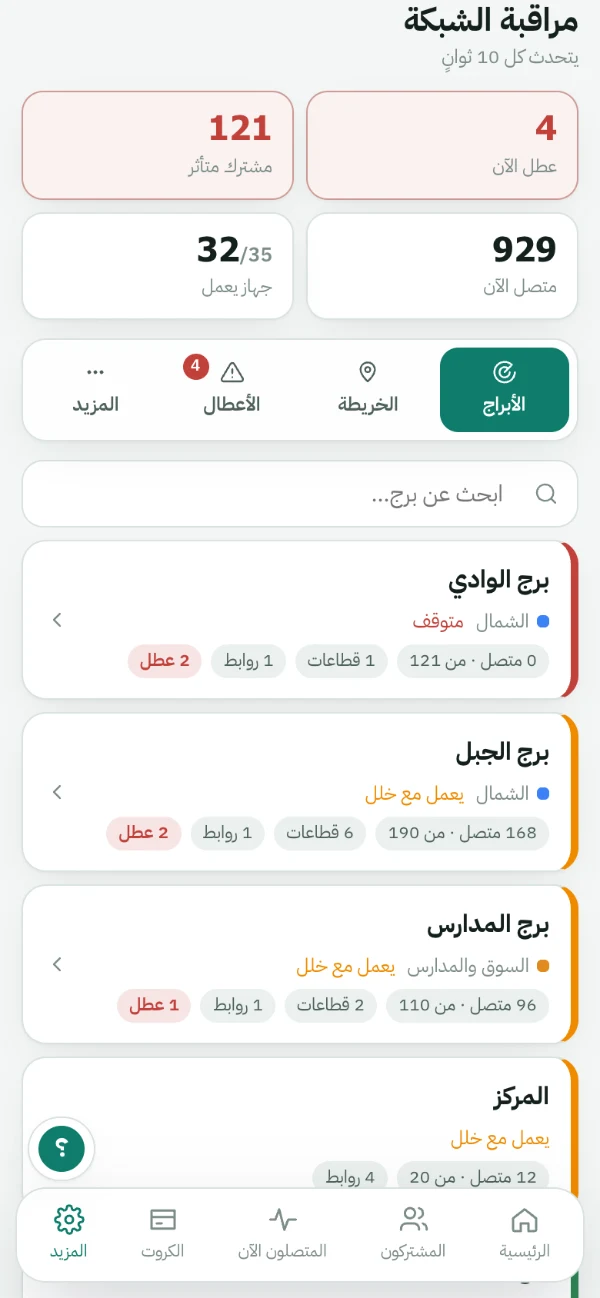 مراقبة الشبكة
يتحدث كل 10 ثوانٍ
4
عطل الآن
121
مشترك متأثر
929
متصل الآن
32/35
جهاز يعمل
الأبراج
الخريطة
4
الأعطال
المزيد
ابحث عن برج...
برج الوادي
الشمال متوقف
0 متصل · من 121 1 قطاعات 1 روابط 2 عطل
برج الجبل
الشمال يعمل مع خلل
168 متصل · من 190 6 قطاعات 1 روابط 2 عطل
برج المدارس
السوق والمدارس يعمل مع خلل
96 متصل · من 110 2 قطاعات 1 روابط 1 عطل
المركز
يعمل مع خلل
12 متصل · من 20 4 روابط
؟
الرئيسية المشتركون المتصلون الآن الكروت المزيد